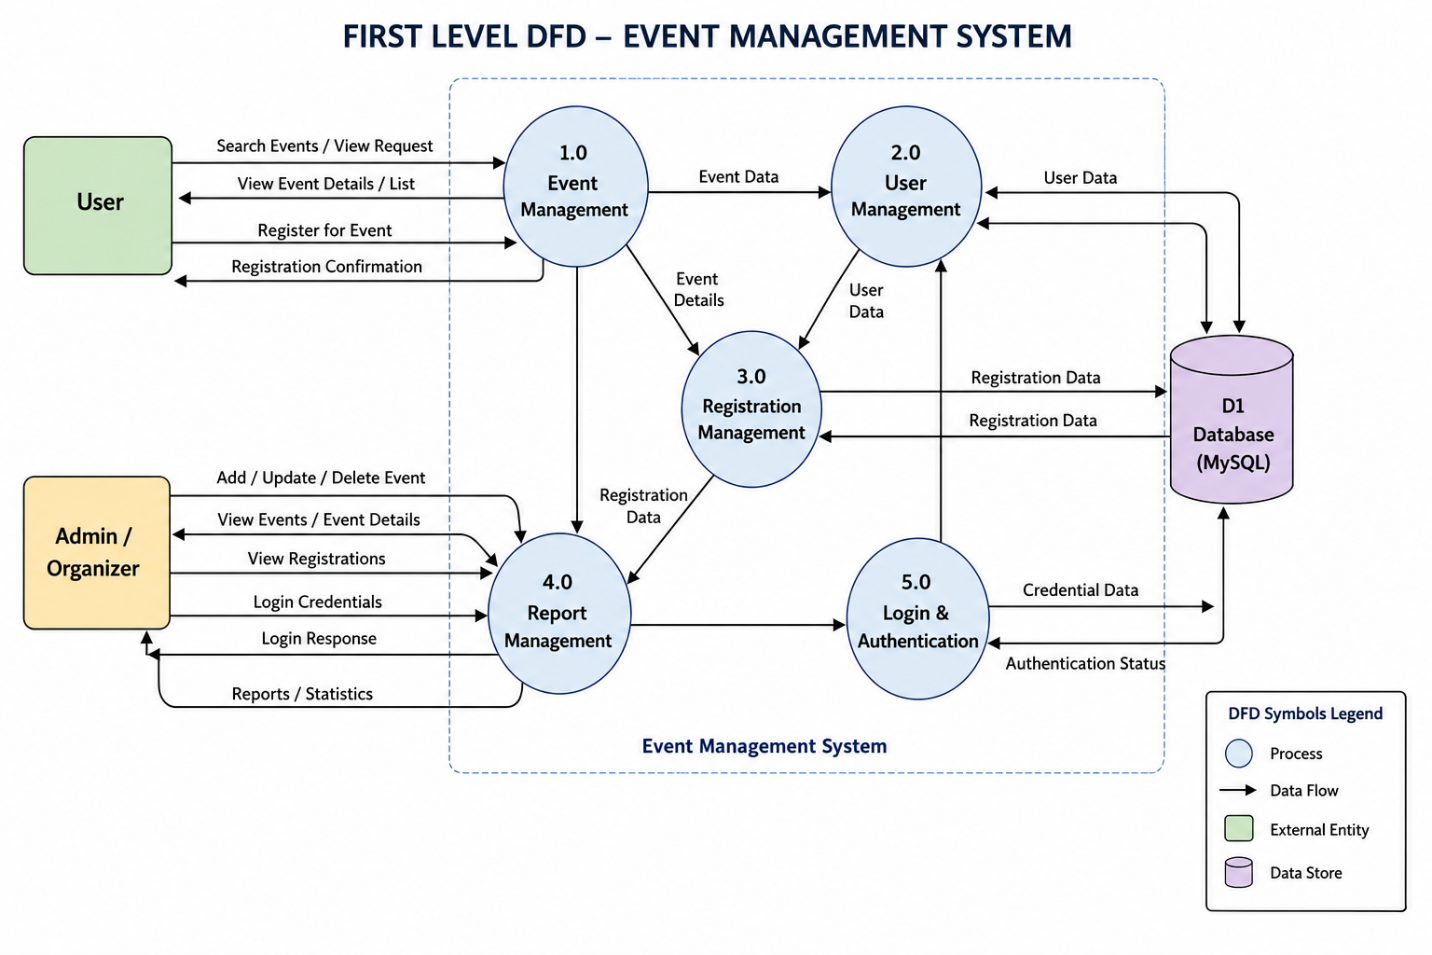 FIRST LEVEL DFD – EVENT MANAGEMENT SYSTEM
User
Search Events / View Request
View Event Details / List
Register for Event
Registration Confirmation
1.0
Event
Management
Event Data
2.0
User
Management
User Data
Event
Details
User
Data
3.0
Registration
Management
Registration Data
Registration Data
D1
Database
(MySQL)
Admin /
Organizer
Add / Update / Delete Event
View Events / Event Details
View Registrations
Login Credentials
Login Response
Reports / Statistics
Registration
Data
4.0
Report
Management
5.0
Login &
Authentication
Credential Data
Authentication Status
Event Management System
DFD Symbols Legend
Process
Data Flow
External Entity
Data Store